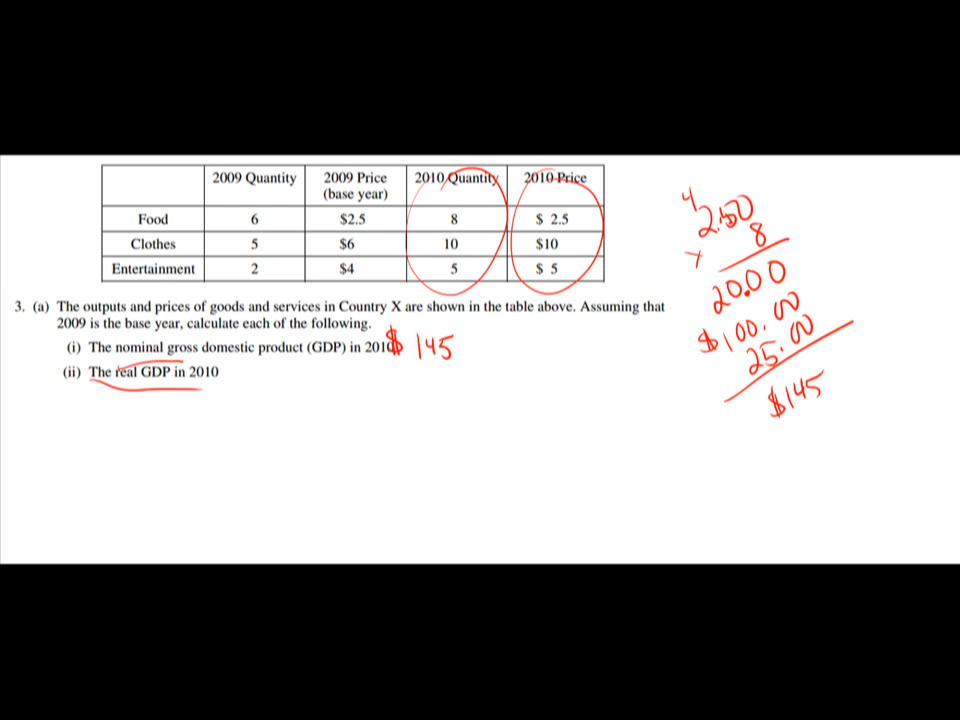 2009 Quantity 2009 Price (base year) 2010 Quantity 2010 Price
Food 6 $2.5 8 $ 2.5
Clothes 5 $6 10 $10
Entertainment 2 $4 5 $ 5
3. (a) The outputs and prices of goods and services in Country X are shown in the table above. Assuming that
2009 is the base year, calculate each of the following.
(i) The nominal gross domestic product (GDP) in 2010 $ 145
(ii) The real GDP in 2010
4
2.50
x 8
20.00
$100.00
25.00
$145